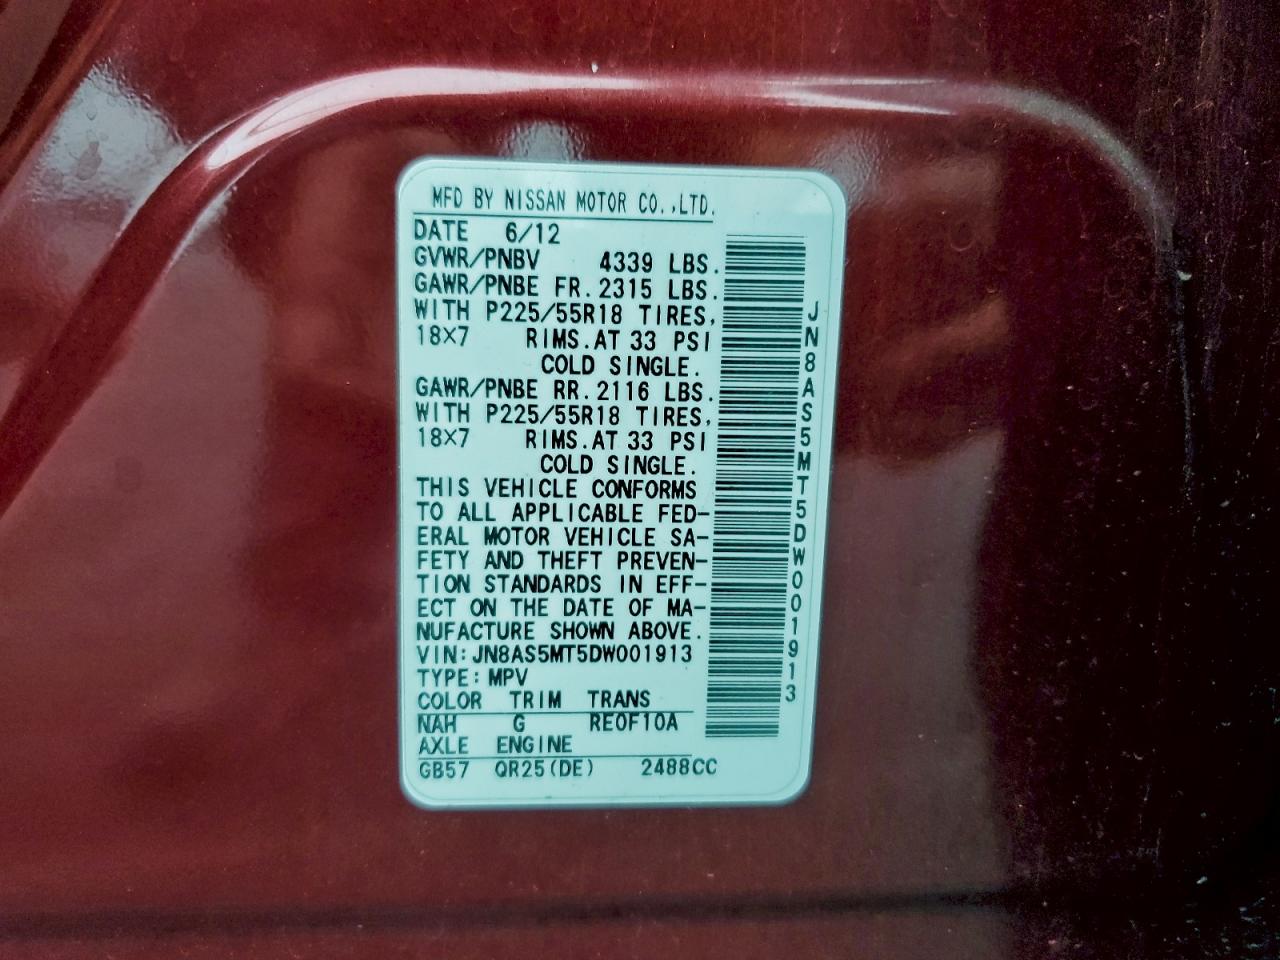 MFD BY NISSAN MOTOR CO.,LTD.
DATE 6/12
GVWR/PNBV 4339 LBS.
GAWR/PNBE FR. 2315 LBS.
WITH P225/55R18 TIRES,
18X7 RIMS.AT 33 PSI
COLD SINGLE.
GAWR/PNBE RR. 2116 LBS.
WITH P225/55R18 TIRES,
18X7 RIMS.AT 33 PSI
COLD SINGLE.
THIS VEHICLE CONFORMS
TO ALL APPLICABLE FED-
ERAL MOTOR VEHICLE SA-
FETY AND THEFT PREVEN-
TION STANDARDS IN EFF-
ECT ON THE DATE OF MA-
NUFACTURE SHOWN ABOVE.
VIN:JN8AS5MT5DW001913
TYPE:MPV
COLOR TRIM TRANS
NAH G RE0F10A
AXLE ENGINE
GB57 QR25(DE) 2488CC
JN8AS5MT5DW001913